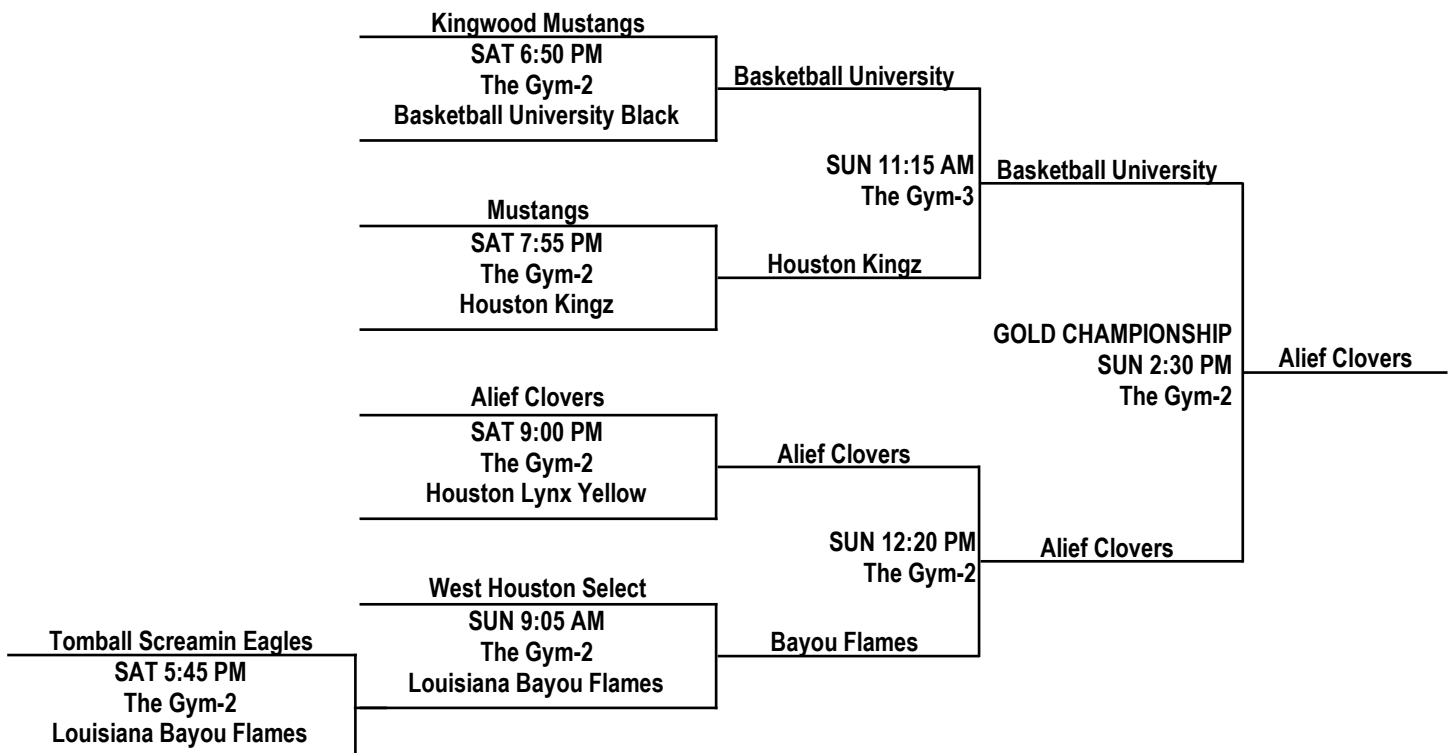 Kingwood Mustangs
SAT 6:50 PM
The Gym-2
Basketball University Black
Basketball University
SUN 11:15 AM
The Gym-3
Basketball University
Mustangs
SAT 7:55 PM
The Gym-2
Houston Kingz
Houston Kingz
GOLD CHAMPIONSHIP
SUN 2:30 PM
The Gym-2
Alief Clovers
Alief Clovers
SAT 9:00 PM
The Gym-2
Houston Lynx Yellow
Alief Clovers
SUN 12:20 PM
The Gym-2
Alief Clovers
West Houston Select
SUN 9:05 AM
The Gym-2
Louisiana Bayou Flames
Bayou Flames
Tomball Screamin Eagles
SAT 5:45 PM
The Gym-2
Louisiana Bayou Flames